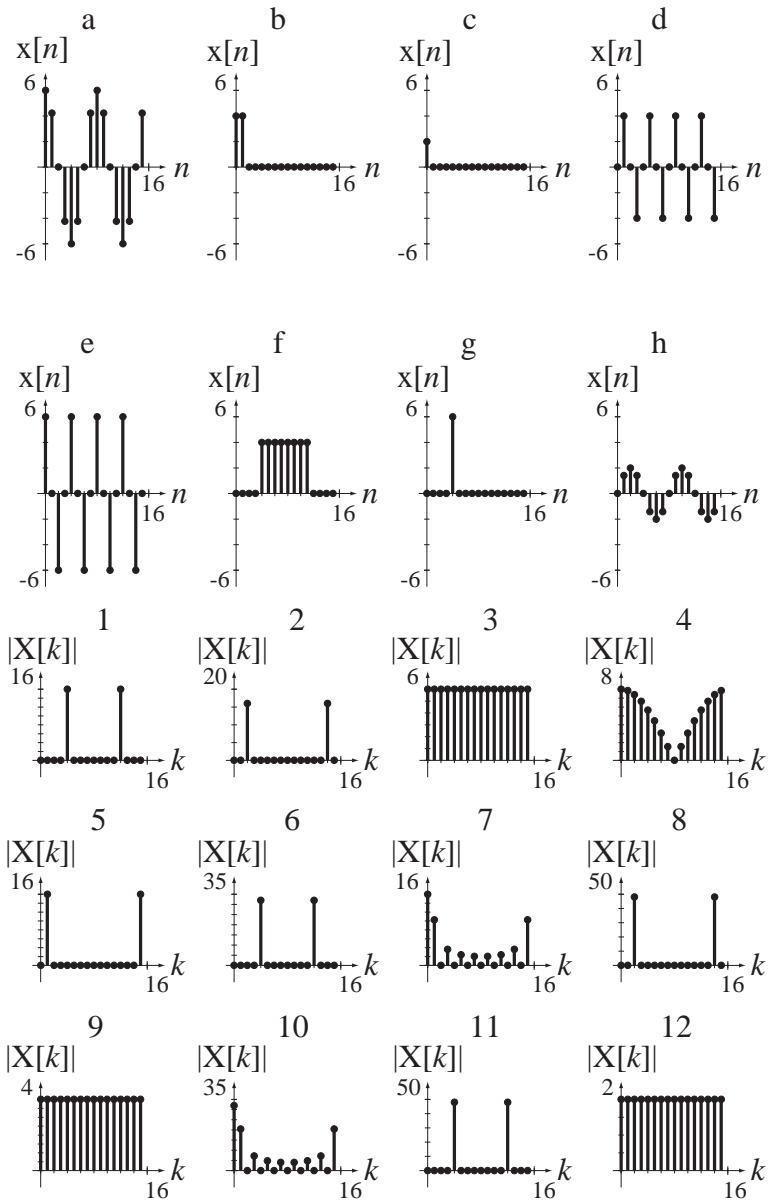 a b c d
x[n] x[n] x[n] x[n]
6 6 6 6
n n n n
16 16 16 16
-6 -6 -6 -6
e f g h
x[n] x[n] x[n] x[n]
6 6 6 6
n n n n
16 16 16 16
-6 -6 -6 -6
1 2 3 4
|X[k]| |X[k]| |X[k]| |X[k]|
16 20 6 8
k k k k
16 16 16 16
5 6 7 8
|X[k]| |X[k]| |X[k]| |X[k]|
16 35 16 50
k k k k
16 16 16 16
9 10 11 12
|X[k]| |X[k]| |X[k]| |X[k]|
4 35 50 2
k k k k
16 16 16 16